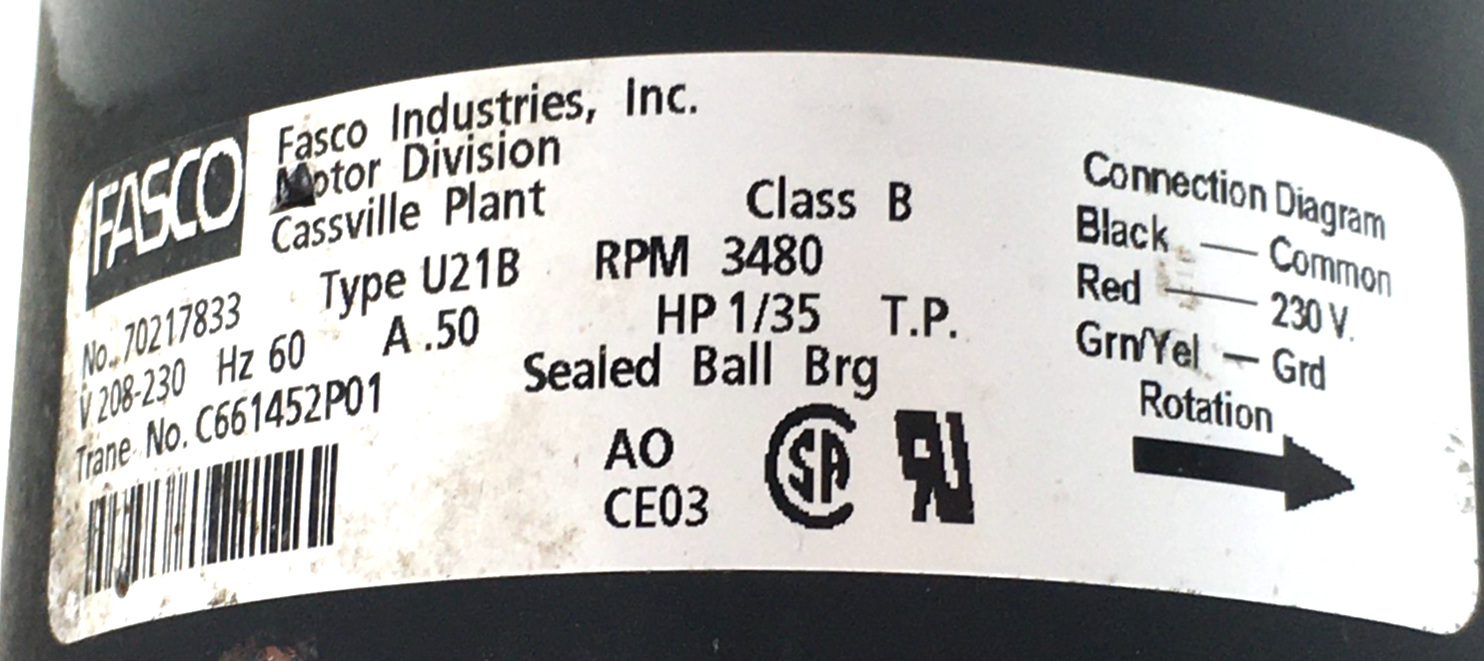 FASCO
Fasco Industries, Inc.
Motor Division
Cassville Plant
Class B
No. 70217833 Type U21B RPM 3480
V 208-230 Hz 60 A .50 HP 1/35 T.P.
Trane No. C661452P01 Sealed Ball Brg
AO
CE03
Connection Diagram
Black — Common
Red — 230 V.
Grn/Yel — Grd
Rotation